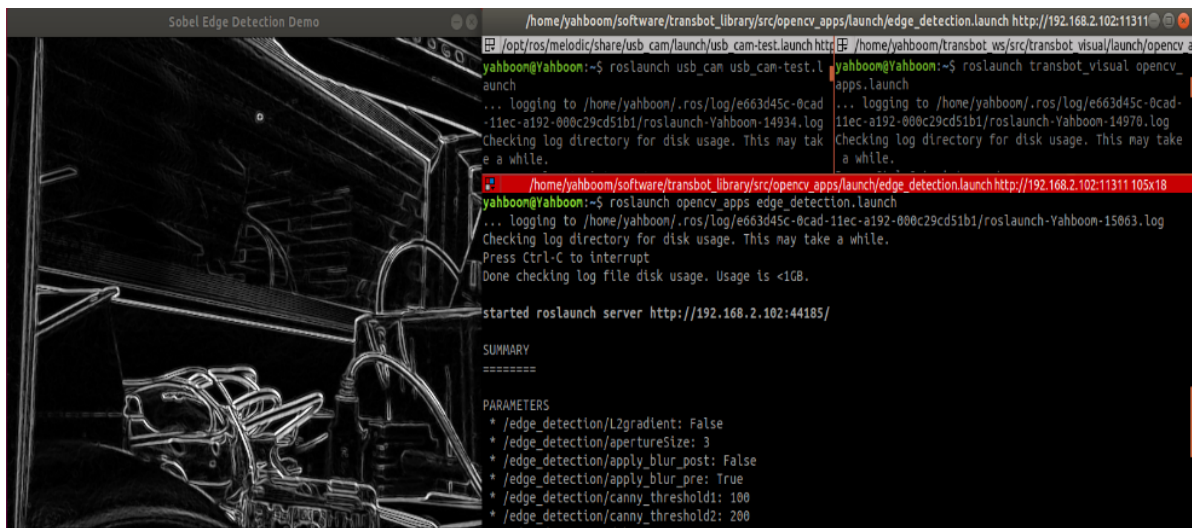 Sobel Edge Detection Demo
/home/yahboom/software/transbot_library/src/opencv_apps/launch/edge_detection.launch http://192.168.2.102:11311
/opt/ros/melodic/share/usb_cam/launch/usb_cam-test.launch http
yahboom@Yahboom:~$ roslaunch usb_cam usb_cam-test.l
aunch
... logging to /home/yahboom/.ros/log/e663d45c-0cad
-11ec-a192-000c29cd51b1/roslaunch-Yahboom-14934.log
Checking log directory for disk usage. This may tak
e a while.
/home/yahboom/transbot_ws/src/transbot_visual/launch/opencv_a
yahboom@Yahboom:~$ roslaunch transbot_visual opencv_
apps.launch
... logging to /home/yahboom/.ros/log/e663d45c-0cad-
11ec-a192-000c29cd51b1/roslaunch-Yahboom-14970.log
Checking log directory for disk usage. This may take
a while.
/home/yahboom/software/transbot_library/src/opencv_apps/launch/edge_detection.launch http://192.168.2.102:11311 105x18
yahboom@Yahboom:~$ roslaunch opencv_apps edge_detection.launch
... logging to /home/yahboom/.ros/log/e663d45c-0cad-11ec-a192-000c29cd51b1/roslaunch-Yahboom-15063.log
Checking log directory for disk usage. This may take a while.
Press Ctrl-C to interrupt
Done checking log file disk usage. Usage is <1GB.
started roslaunch server http://192.168.2.102:44185/
SUMMARY
========
PARAMETERS
* /edge_detection/L2gradient: False
* /edge_detection/apertureSize: 3
* /edge_detection/apply_blur_post: False
* /edge_detection/apply_blur_pre: True
* /edge_detection/canny_threshold1: 100
* /edge_detection/canny_threshold2: 200